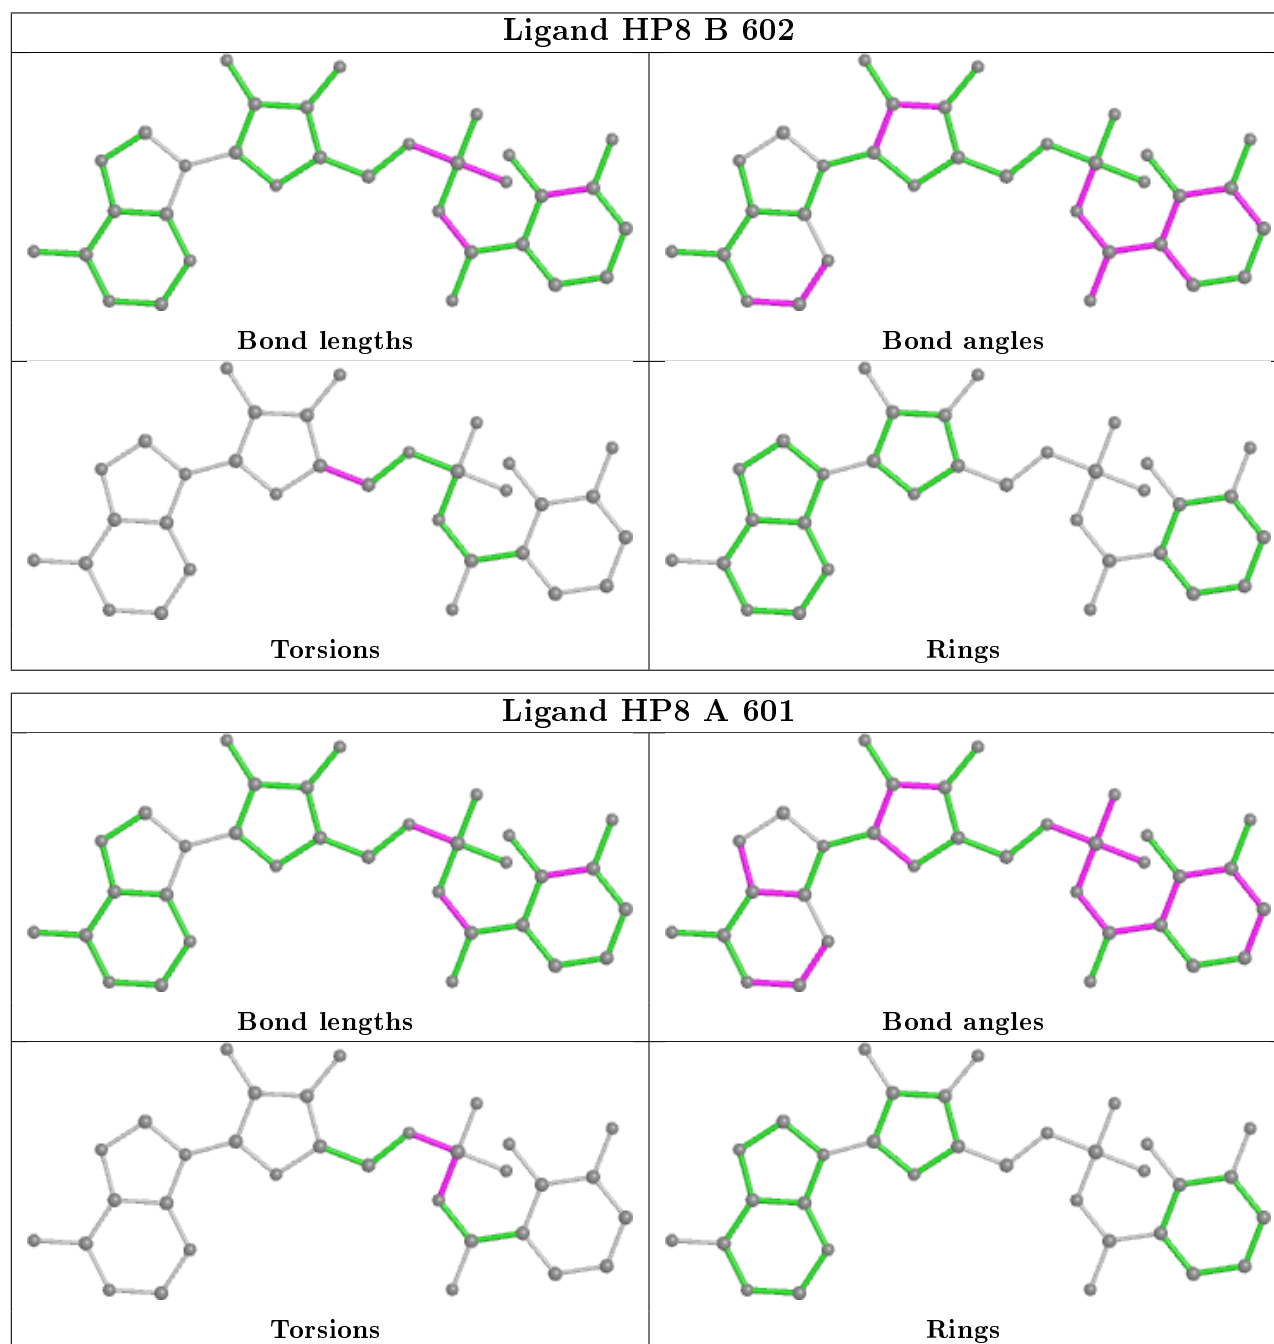 Ligand HP8 B 602
Bond lengths
Bond angles
Torsions
Rings
Ligand HP8 A 601
Bond lengths
Bond angles
Torsions
Rings